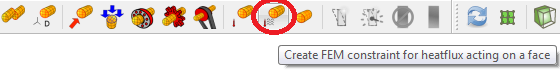 D
Create FEM constraint for heatflux acting on a face